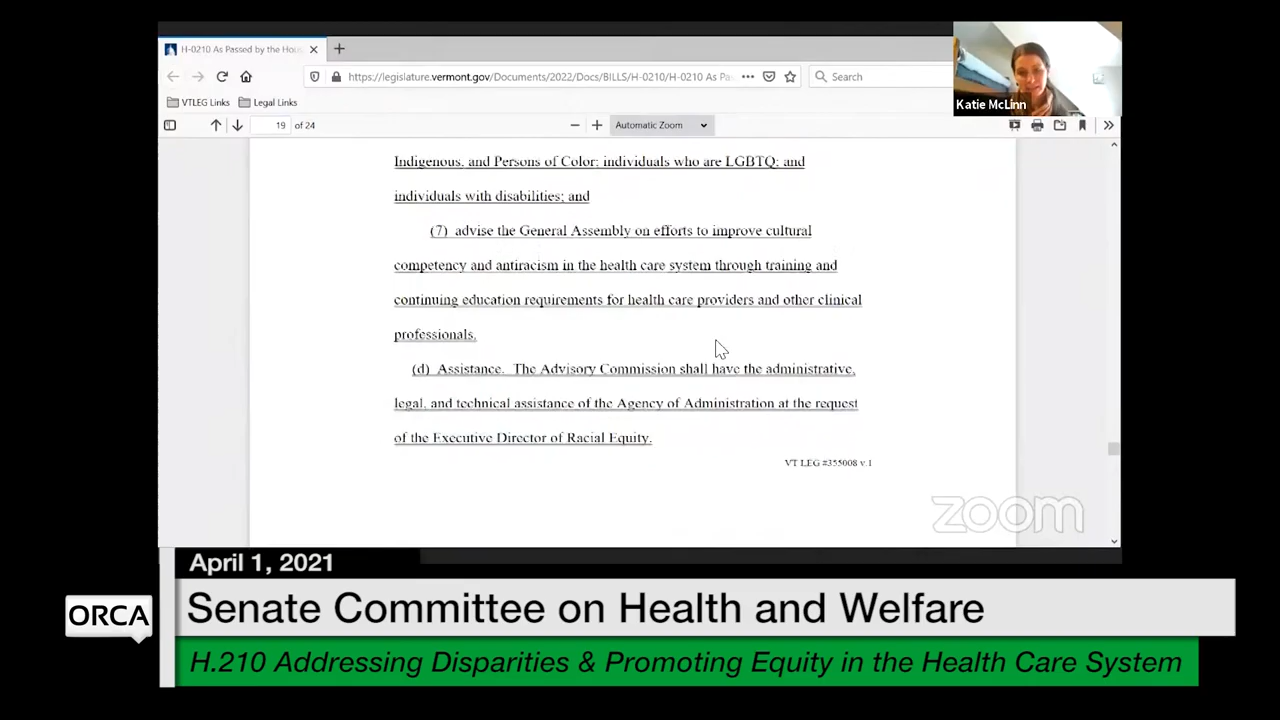 H-0210 As Passed by the Hou
https://legislature.vermont.gov/Documents/2022/Docs/BILLS/H-0210/H-0210 As Pa
Search
VTLEG Links
Legal Links
Katie McLinn
19 of 24
Automatic Zoom
Indigenous, and Persons of Color; individuals who are LGBTQ; and
individuals with disabilities; and
(7) advise the General Assembly on efforts to improve cultural
competency and antiracism in the health care system through training and
continuing education requirements for health care providers and other clinical
professionals.
(d) Assistance. The Advisory Commission shall have the administrative,
legal, and technical assistance of the Agency of Administration at the request
of the Executive Director of Racial Equity.
VT LEG #355008 v.1
zoom
April 1, 2021
ORCA
Senate Committee on Health and Welfare
H.210 Addressing Disparities & Promoting Equity in the Health Care System